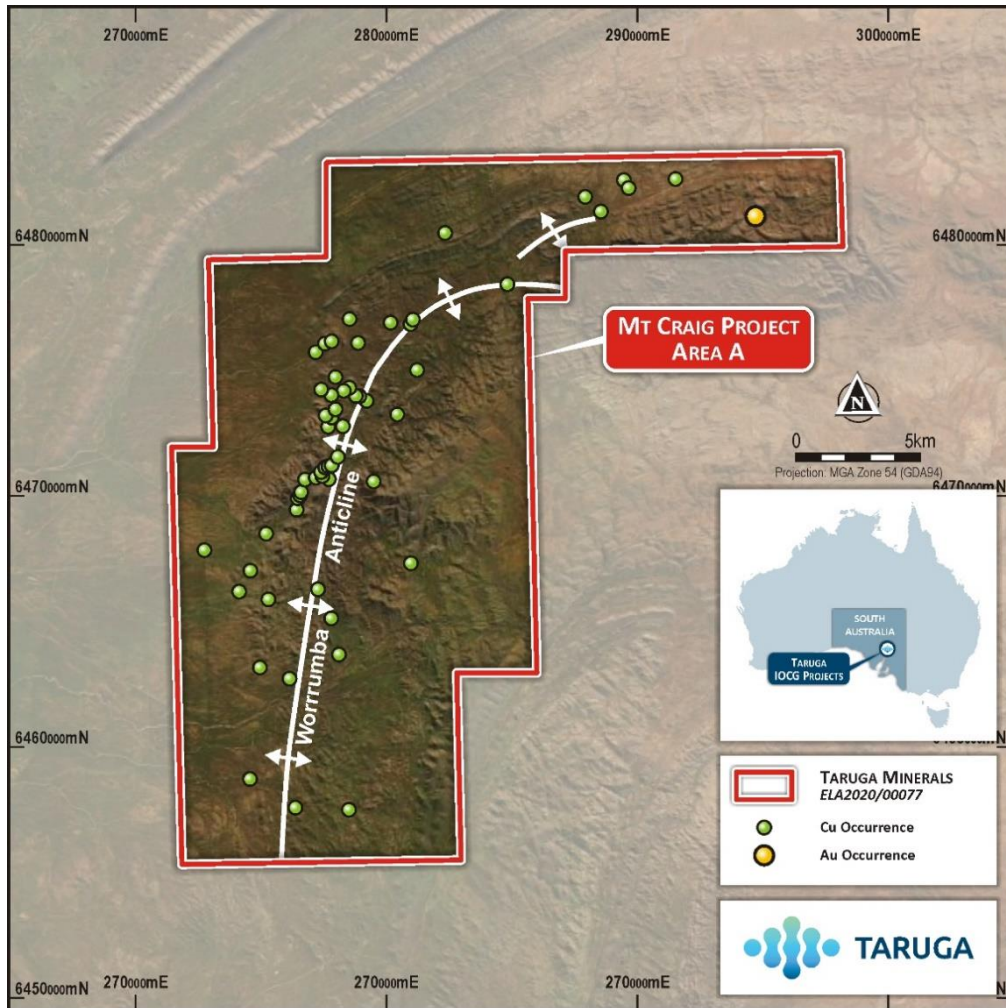 270000mE 280000mE 290000mE 300000mE
6480000mN 6480000mN
MT CRAIG PROJECT
AREA A
N
0 5km
Projection: MGA Zone 54 (GDA94)
6470000mN 6470000mN
Anticline
Worrrumba
SOUTH
AUSTRALIA
TARUGA
IOCG PROJECTS
6460000mN
TARUGA MINERALS
ELA2020/00077
Cu Occurrence
Au Occurrence
TARUGA
6450000mN
270000mE 270000mE 270000mE